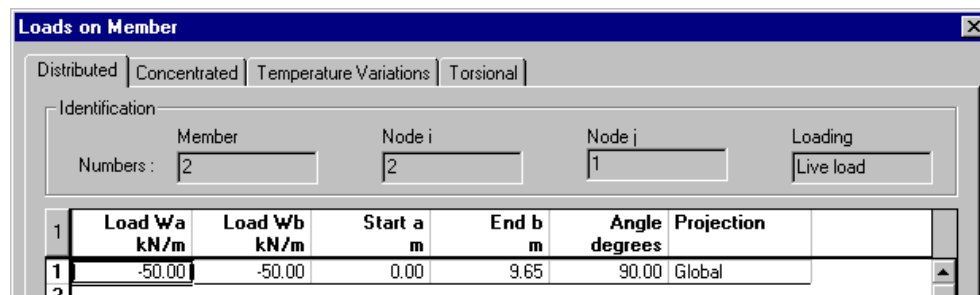 Loads on Member
Distributed Concentrated Temperature Variations Torsional
Identification
Member Node i Node j Loading
Numbers : 2 2 1 Live load
1 Load Wa Load Wb Start a End b Angle Projection
kN/m kN/m m m degrees
1 -50.00 -50.00 0.00 9.65 90.00 Global
2